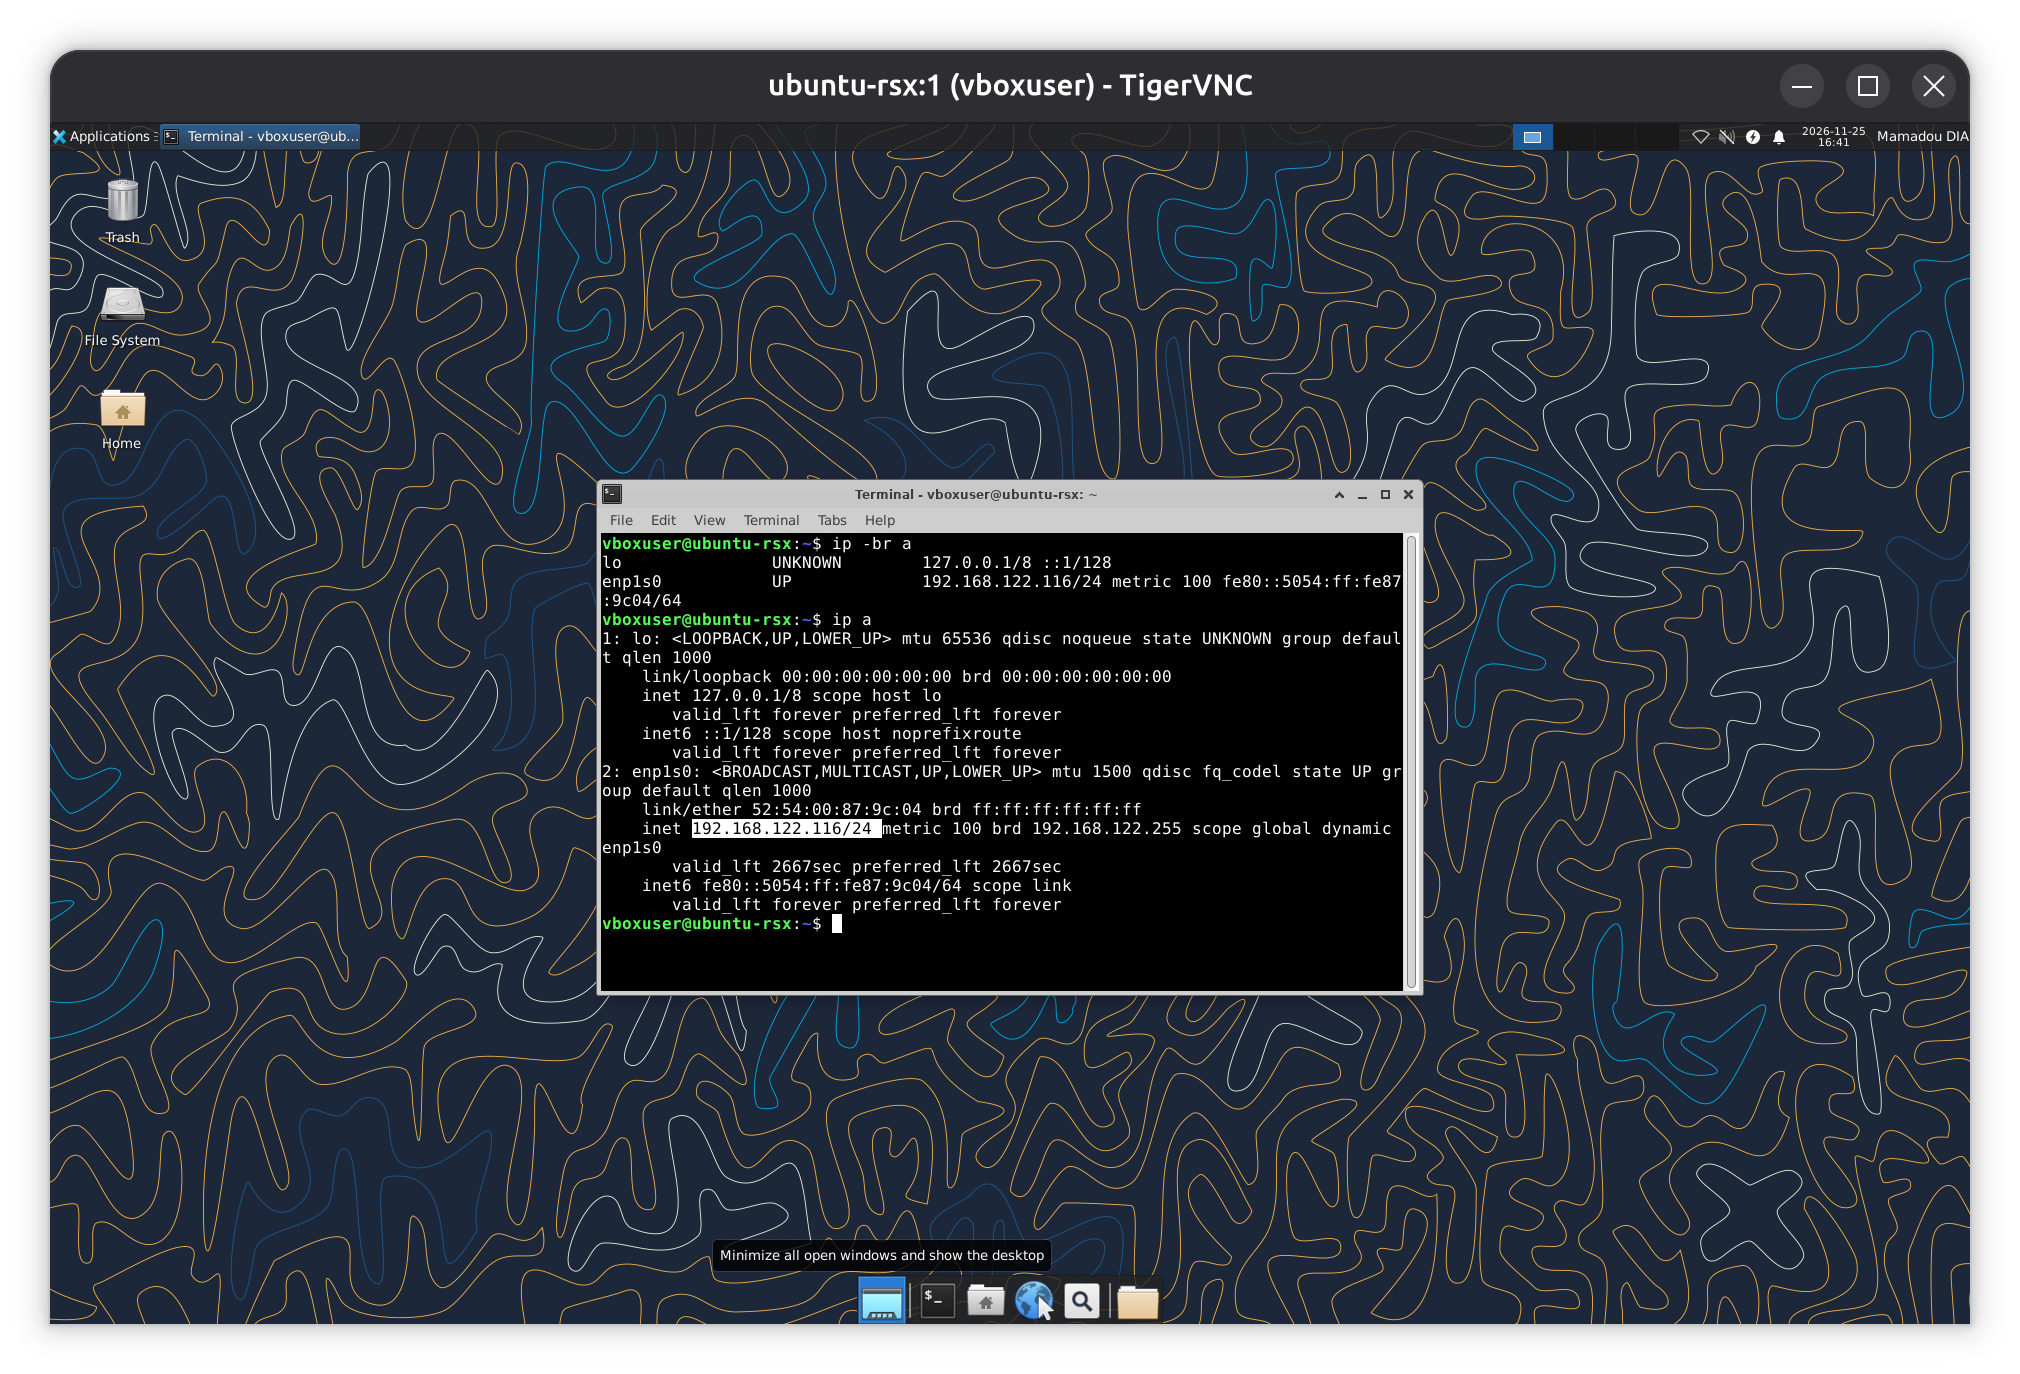 ubuntu-rsx:1 (vboxuser) - TigerVNC
Applications
Terminal - vboxuser@ub...
2026-11-25
16:41
Mamadou DIA
Trash
File System
Home
Terminal - vboxuser@ubuntu-rsx: ~
File Edit View Terminal Tabs Help
vboxuser@ubuntu-rsx:~$ ip -br a
lo               UNKNOWN        127.0.0.1/8 ::1/128
enp1s0           UP             192.168.122.116/24 metric 100 fe80::5054:ff:fe87
:9c04/64
vboxuser@ubuntu-rsx:~$ ip a
1: lo: <LOOPBACK,UP,LOWER_UP> mtu 65536 qdisc noqueue state UNKNOWN group defaul
t qlen 1000
    link/loopback 00:00:00:00:00:00 brd 00:00:00:00:00:00
    inet 127.0.0.1/8 scope host lo
       valid_lft forever preferred_lft forever
    inet6 ::1/128 scope host noprefixroute
       valid_lft forever preferred_lft forever
2: enp1s0: <BROADCAST,MULTICAST,UP,LOWER_UP> mtu 1500 qdisc fq_codel state UP gr
oup default qlen 1000
    link/ether 52:54:00:87:9c:04 brd ff:ff:ff:ff:ff:ff
    inet 192.168.122.116/24 metric 100 brd 192.168.122.255 scope global dynamic
enp1s0
       valid_lft 2667sec preferred_lft 2667sec
    inet6 fe80::5054:ff:fe87:9c04/64 scope link
       valid_lft forever preferred_lft forever
vboxuser@ubuntu-rsx:~$
Minimize all open windows and show the desktop
$_